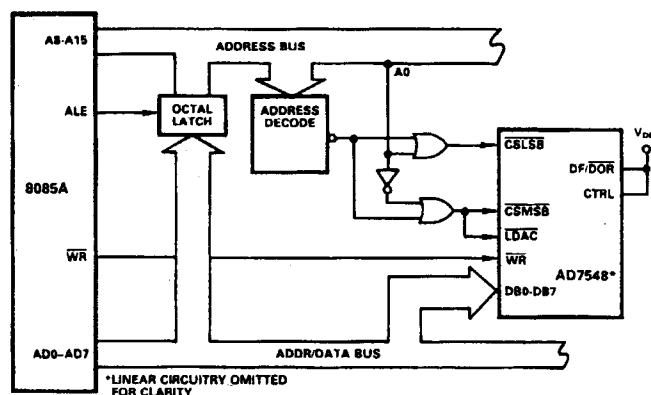 A8-A15
ADDRESS BUS
A0
ALE
OCTAL
LATCH
ADDRESS
DECODE
8085A
CSLSB
CSMSB
LDAC
WR
DB0-DB7
DF/DOR
CTRL
AD7548*
WR
AD0-AD7
ADDR/DATA BUS
*LINEAR CIRCUITRY OMITTED
FOR CLARITY